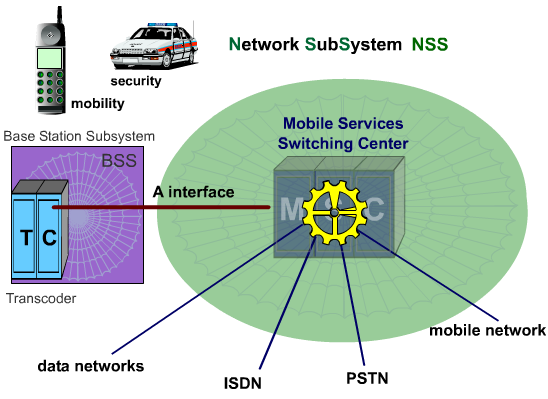 Network SubSystem NSS
security
mobility
Mobile Services
Switching Center
Base Station Subsystem
BSS
A interface
M S C
T C
Transcoder
mobile network
data networks
PSTN
ISDN